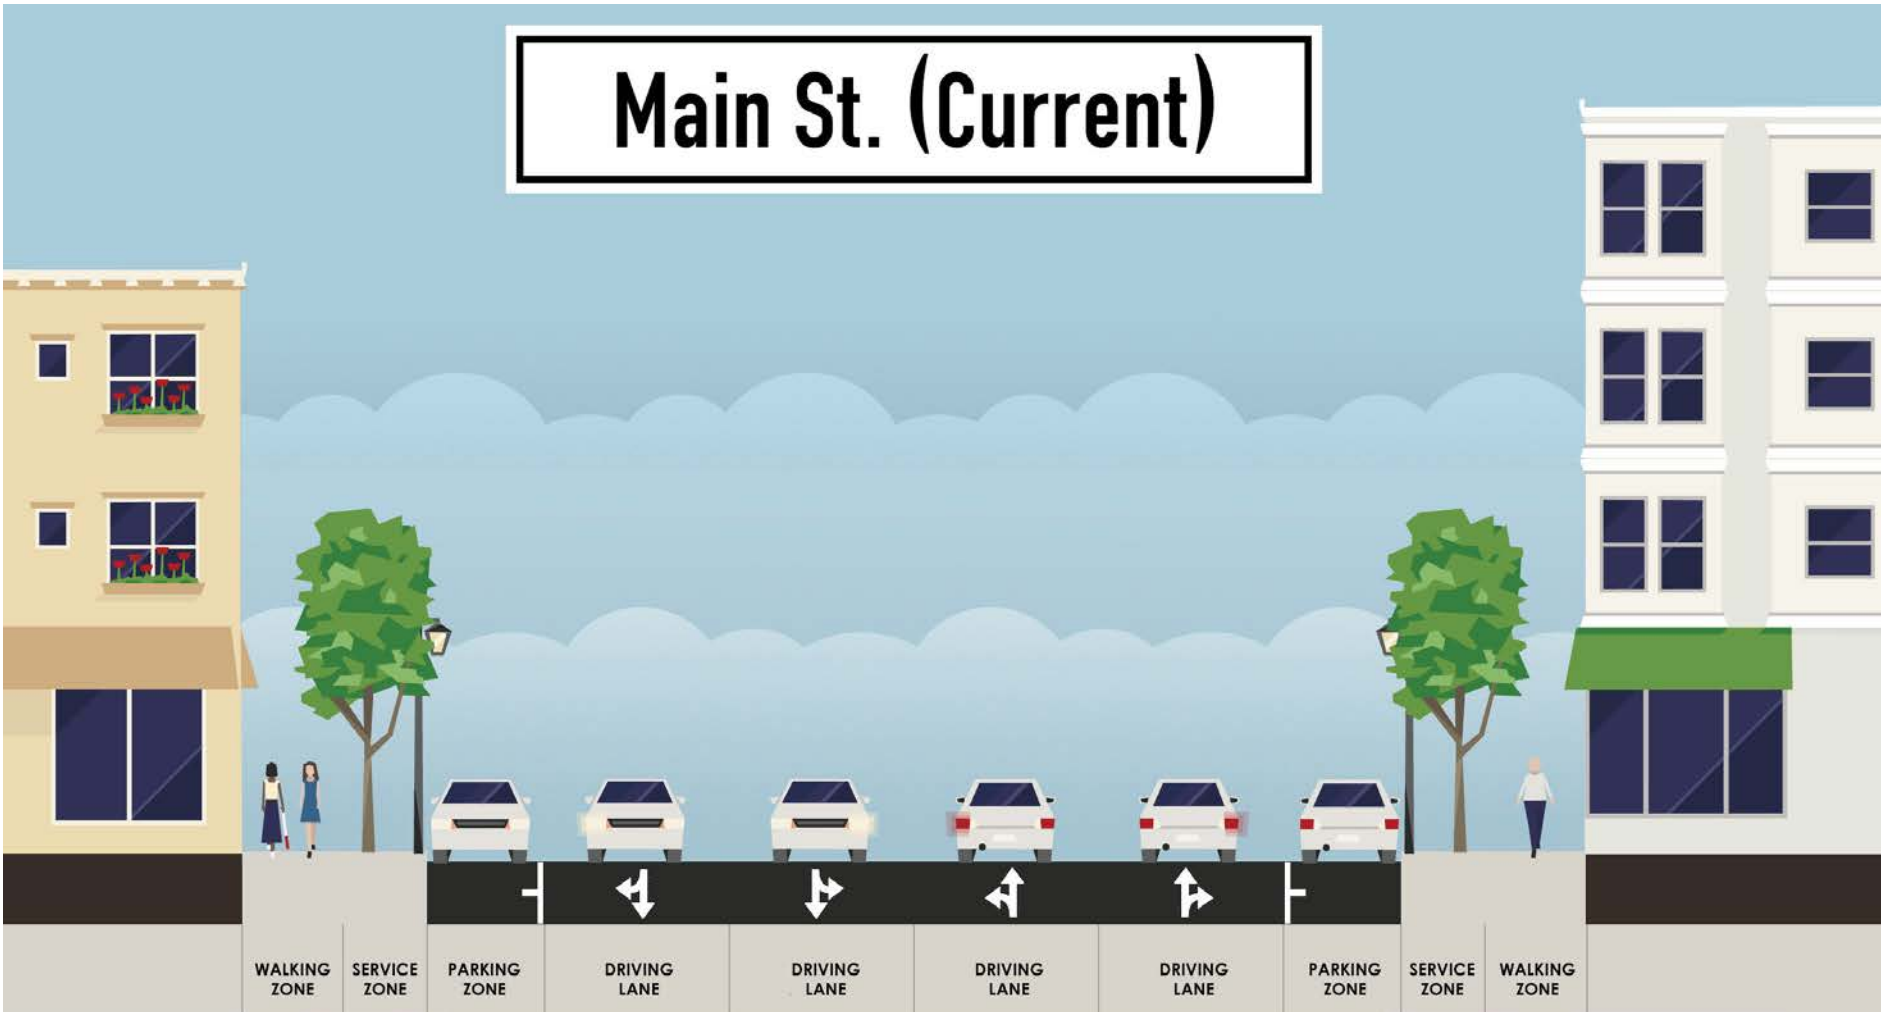 Main St. (Current)
WALKING ZONE
SERVICE ZONE
PARKING ZONE
DRIVING LANE
DRIVING LANE
DRIVING LANE
DRIVING LANE
PARKING ZONE
SERVICE ZONE
WALKING ZONE